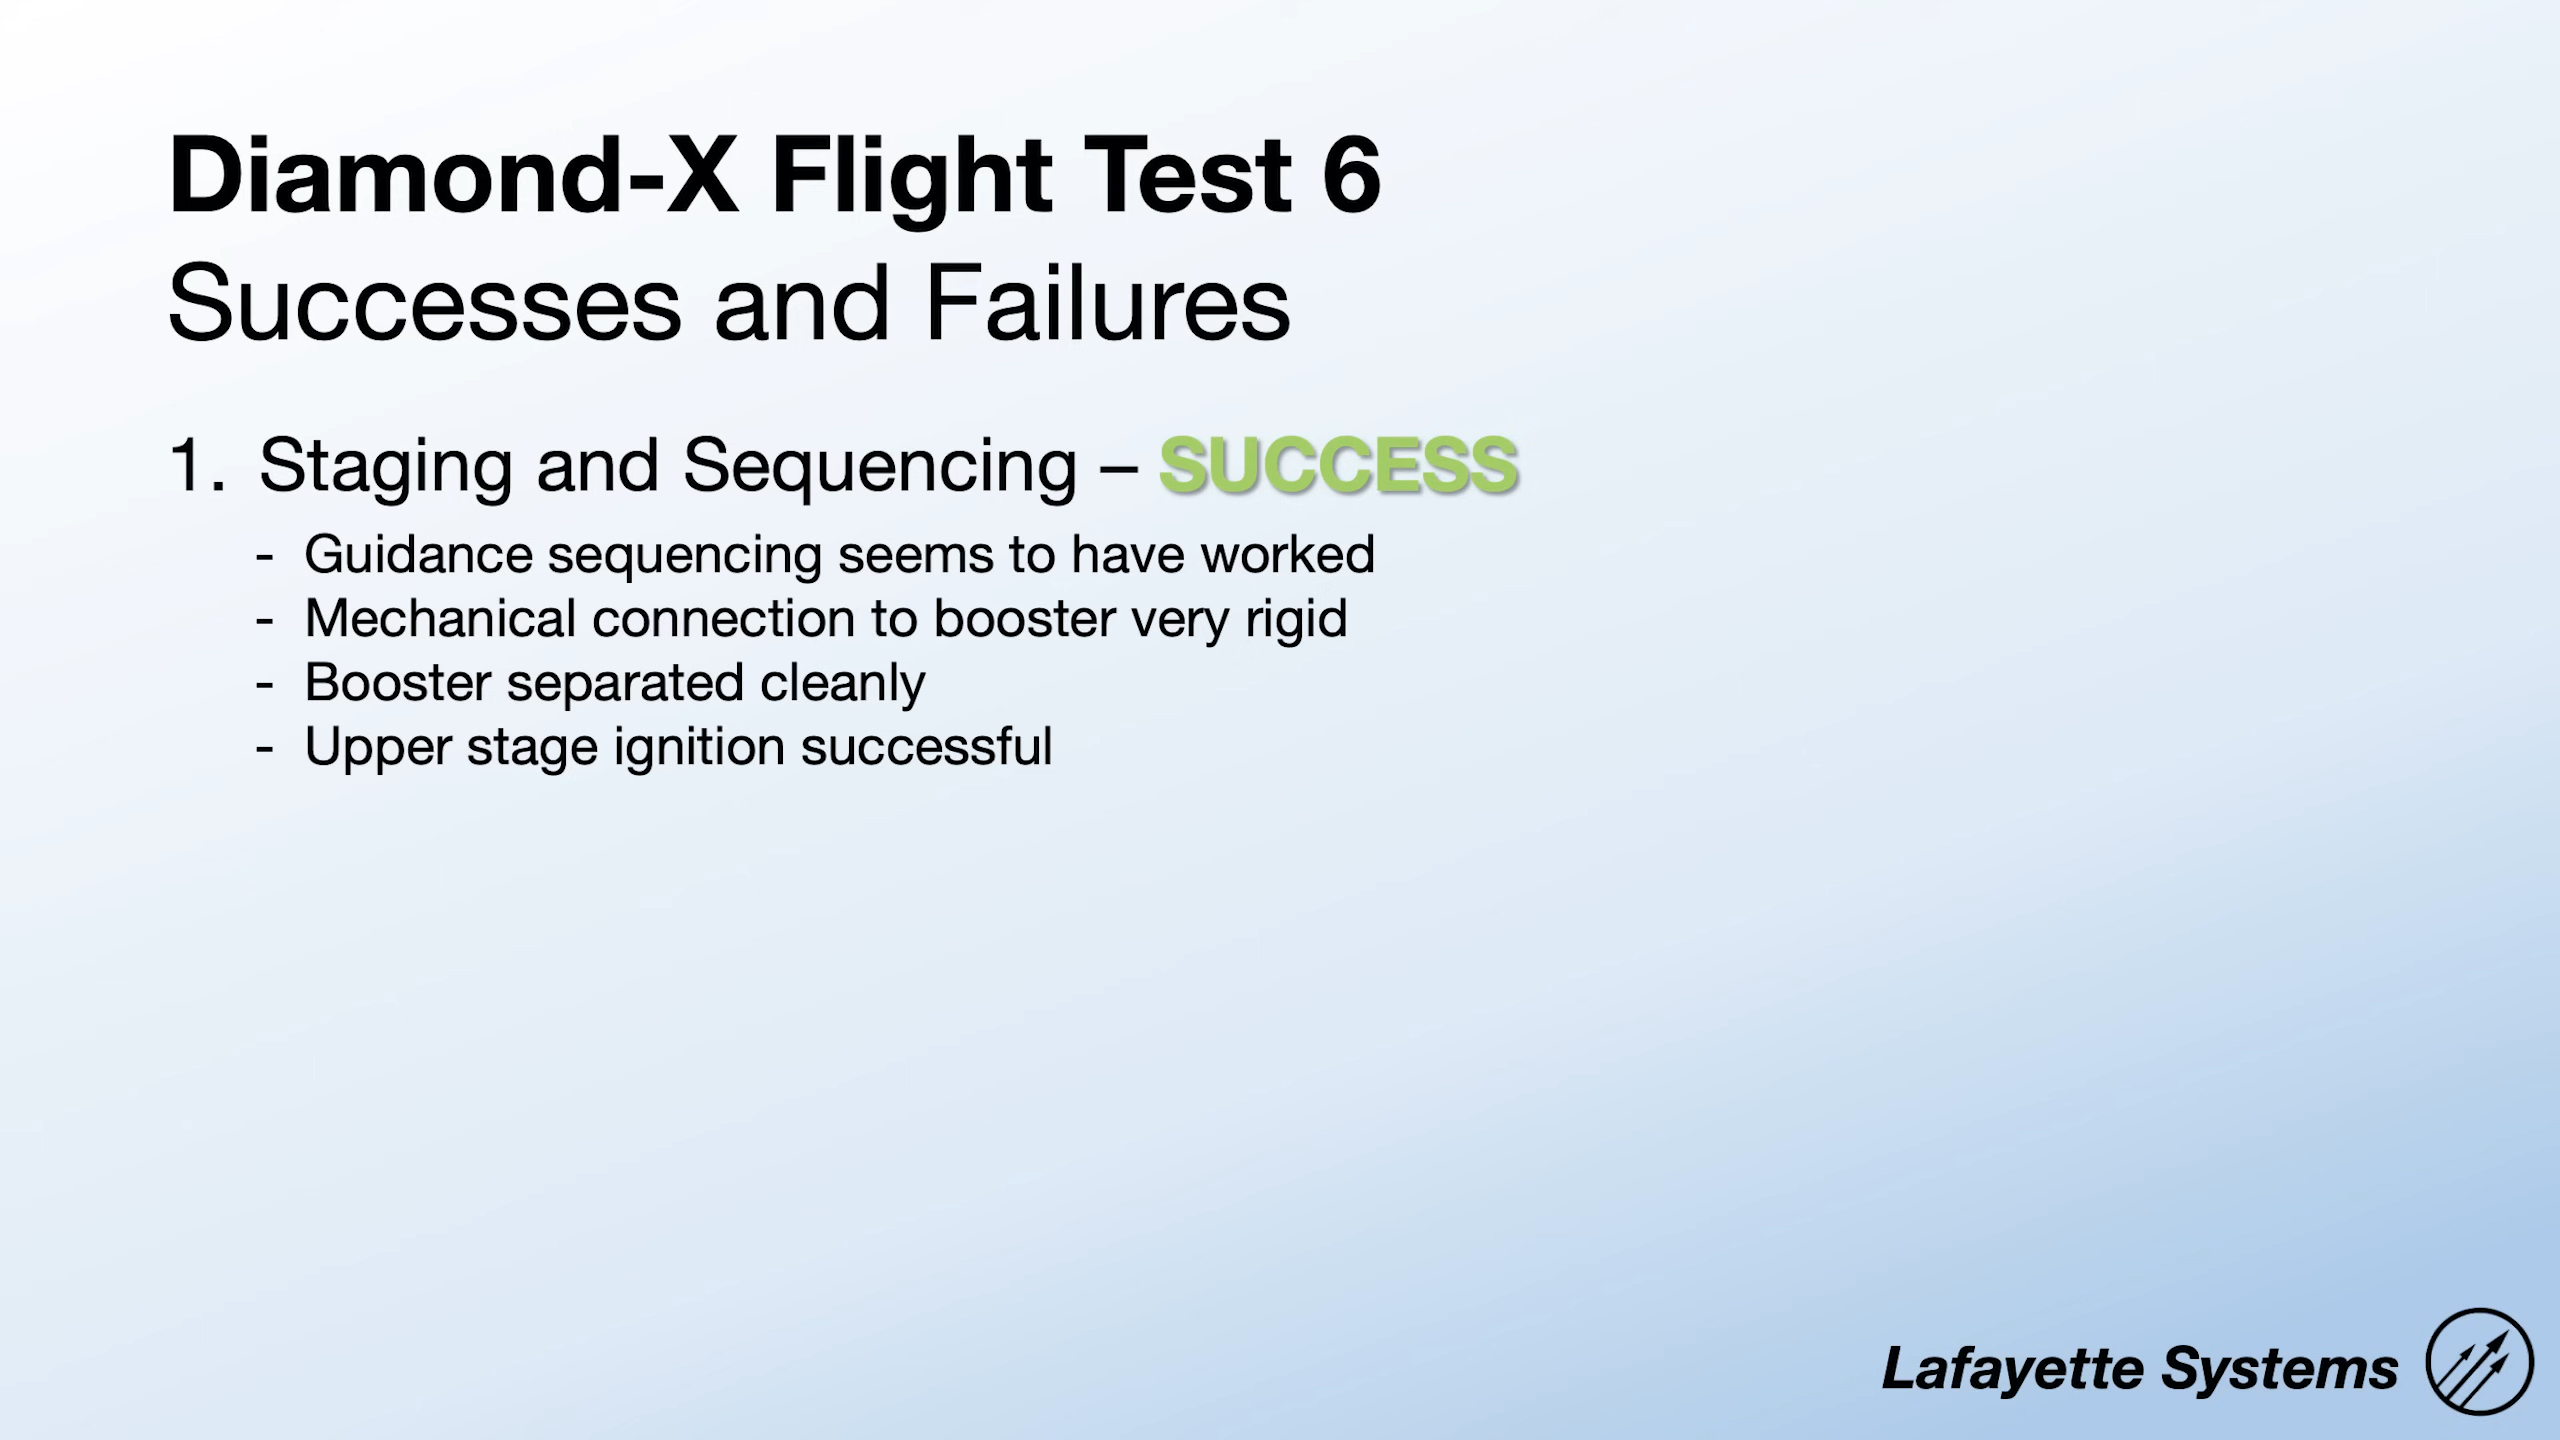 Diamond-X Flight Test 6
Successes and Failures
1. Staging and Sequencing – SUCCESS
- Guidance sequencing seems to have worked
- Mechanical connection to booster very rigid
- Booster separated cleanly
- Upper stage ignition successful
Lafayette Systems